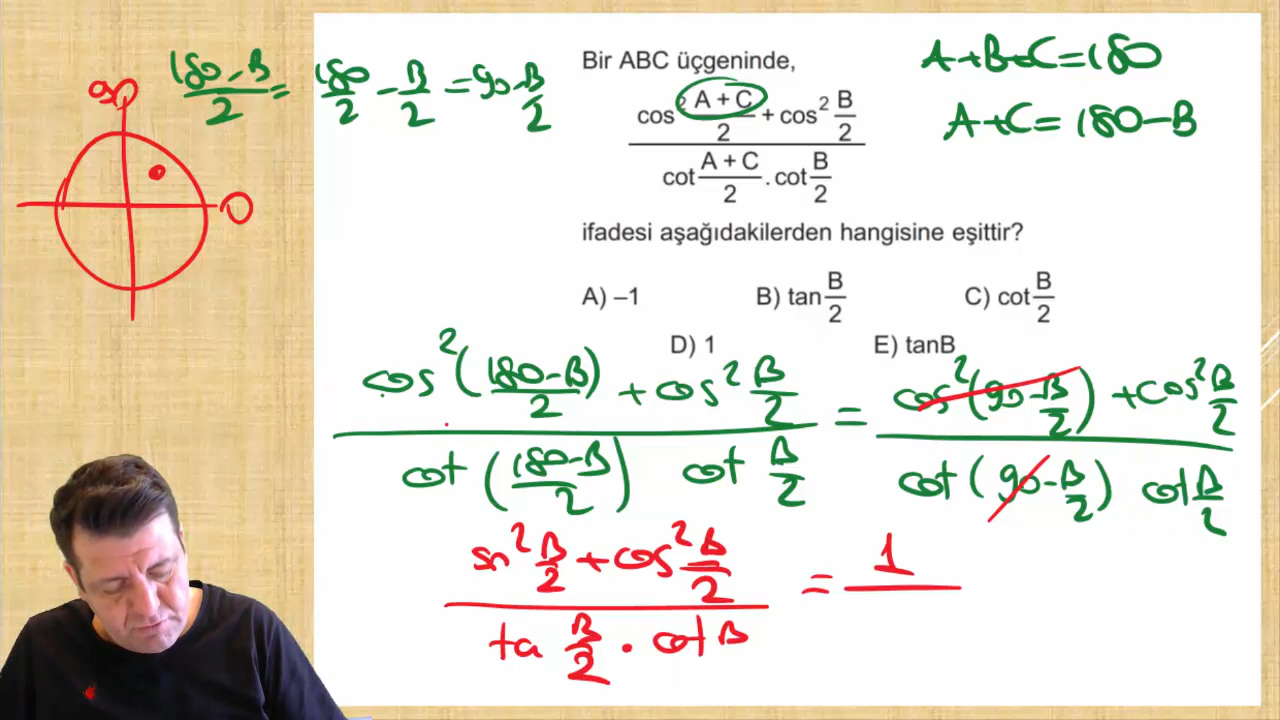 Bir ABC üçgeninde,
cos² (A + C)/2 + cos² B/2
cot (A + C)/2 . cot B/2
ifadesi aşağıdakilerden hangisine eşittir?
A) –1 B) tan B/2 C) cot B/2
D) 1 E) tanB
A+B+C=180
A+C=180-B
(180-B)/2 = 180/2 - B/2 = 90-B/2
90
0
cos²((180-B)/2) + cos² B/2 = cos²(90-B/2) + cos² B/2
cot((180-B)/2) cot B/2 cot(90-B/2) cot B/2
sn² B/2 + cos² B/2 = 1
ta B/2 . cot B